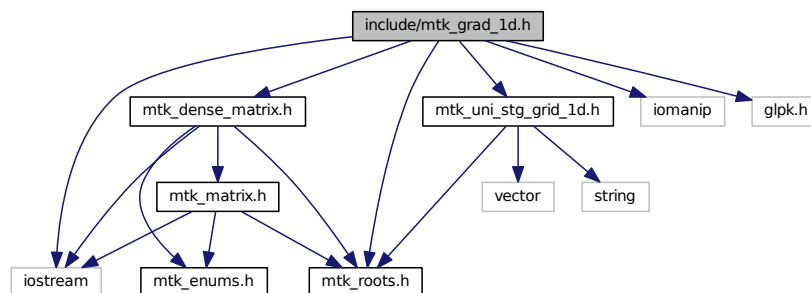 include/mtk_grad_1d.h
mtk_dense_matrix.h
mtk_uni_stg_grid_1d.h
iomanip
glpk.h
mtk_matrix.h
vector
string
iostream
mtk_enums.h
mtk_roots.h